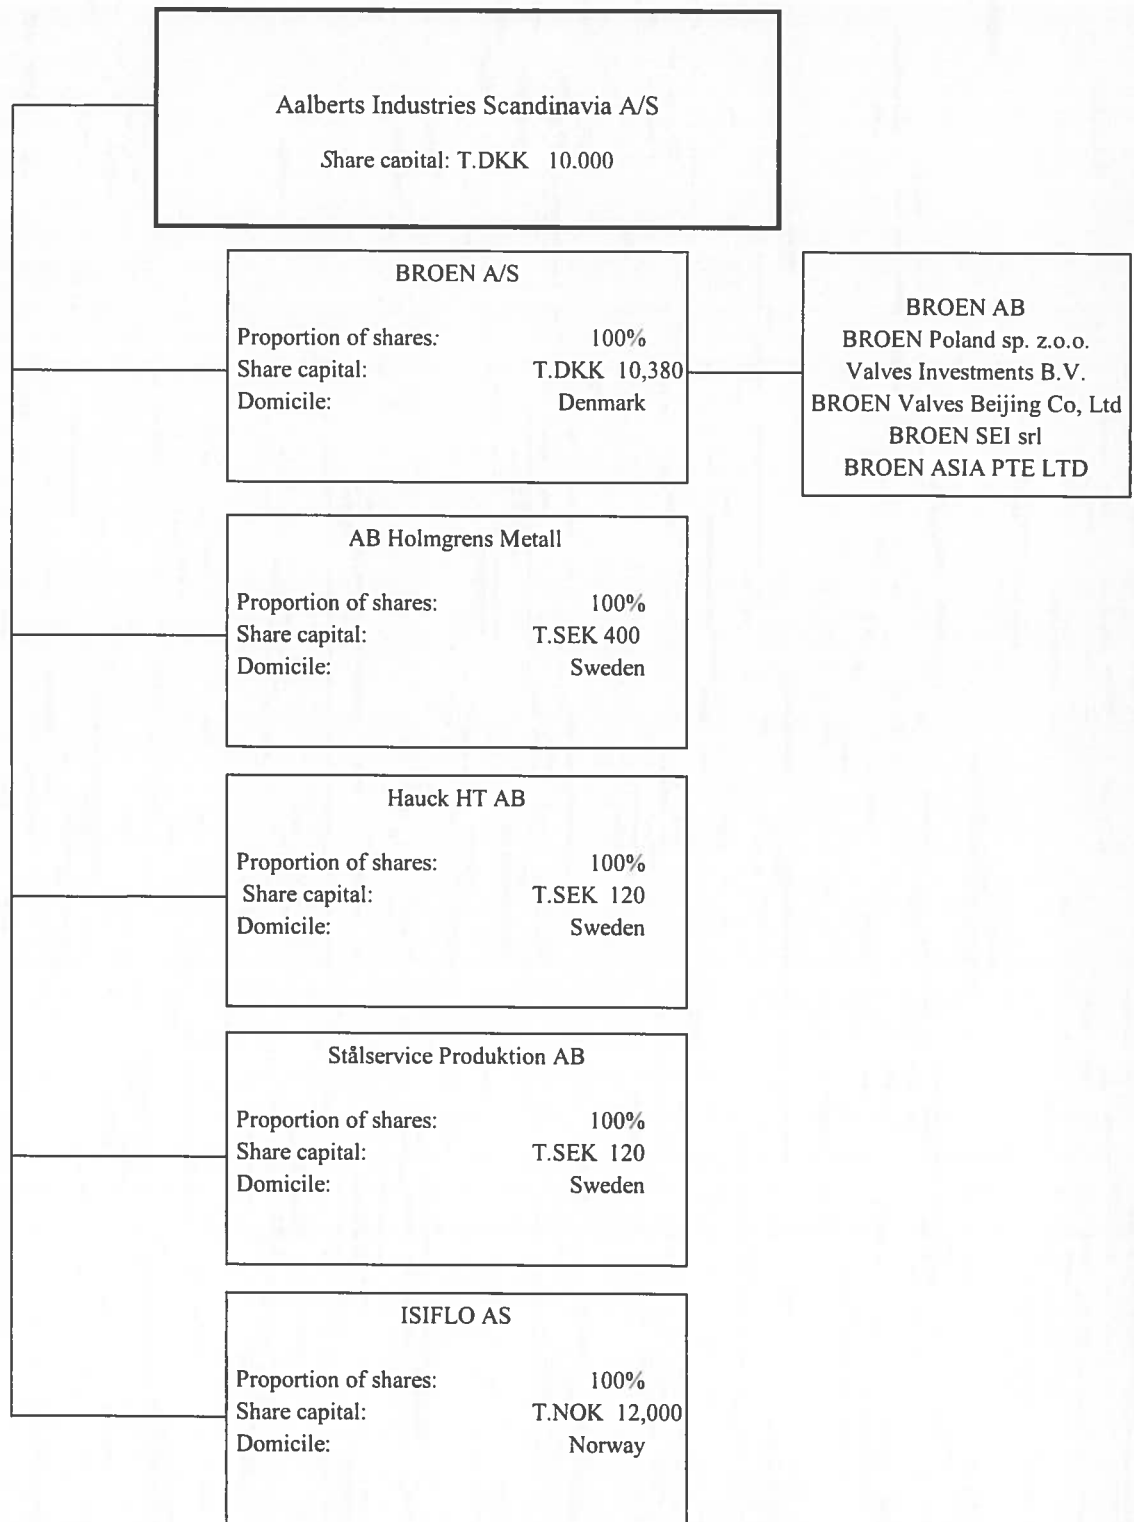 Aalberts Industries Scandinavia A/S
Share capital: T.DKK 10.000
BROEN A/S
Proportion of shares: 100%
Share capital: T.DKK 10,380
Domicile: Denmark
BROEN AB
BROEN Poland sp. z.o.o.
Valves Investments B.V.
BROEN Valves Beijing Co, Ltd
BROEN SEI srl
BROEN ASIA PTE LTD
AB Holmgrens Metall
Proportion of shares: 100%
Share capital: T.SEK 400
Domicile: Sweden
Hauck HT AB
Proportion of shares: 100%
Share capital: T.SEK 120
Domicile: Sweden
Stålservice Produktion AB
Proportion of shares: 100%
Share capital: T.SEK 120
Domicile: Sweden
ISIFLO AS
Proportion of shares: 100%
Share capital: T.NOK 12,000
Domicile: Norway